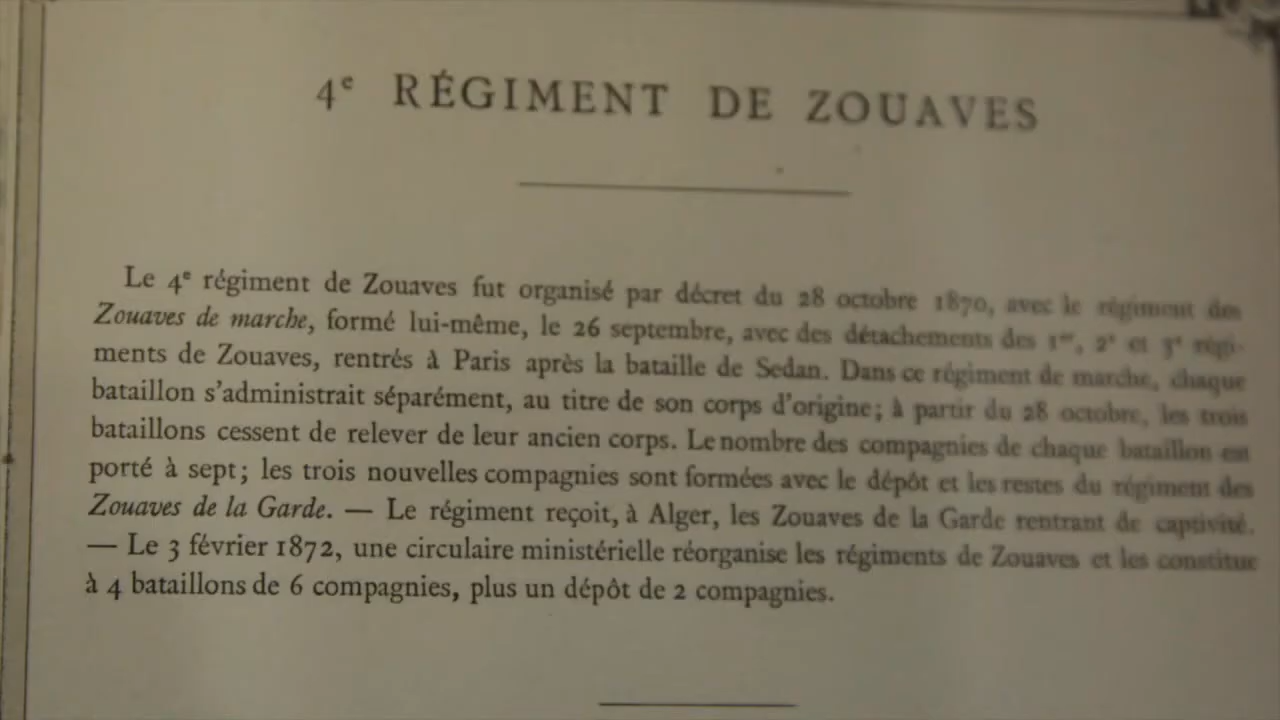 4e RÉGIMENT DE ZOUAVES
Le 4e régiment de Zouaves fut organisé par décret du 28 octobre 1870, avec le régiment des
Zouaves de marche, formé lui-même, le 26 septembre, avec des détachements des 1er, 2e et 3e régi-
ments de Zouaves, rentrés à Paris après la bataille de Sedan. Dans ce régiment de marche, chaque
bataillon s'administrait séparément, au titre de son corps d'origine; à partir du 28 octobre, les trois
bataillons cessent de relever de leur ancien corps. Le nombre des compagnies de chaque bataillon est
porté à sept; les trois nouvelles compagnies sont formées avec le dépôt et les restes du régiment des
Zouaves de la Garde. — Le régiment reçoit, à Alger, les Zouaves de la Garde rentrant de captivité.
— Le 3 février 1872, une circulaire ministérielle réorganise les régiments de Zouaves et les constitue
à 4 bataillons de 6 compagnies, plus un dépôt de 2 compagnies.